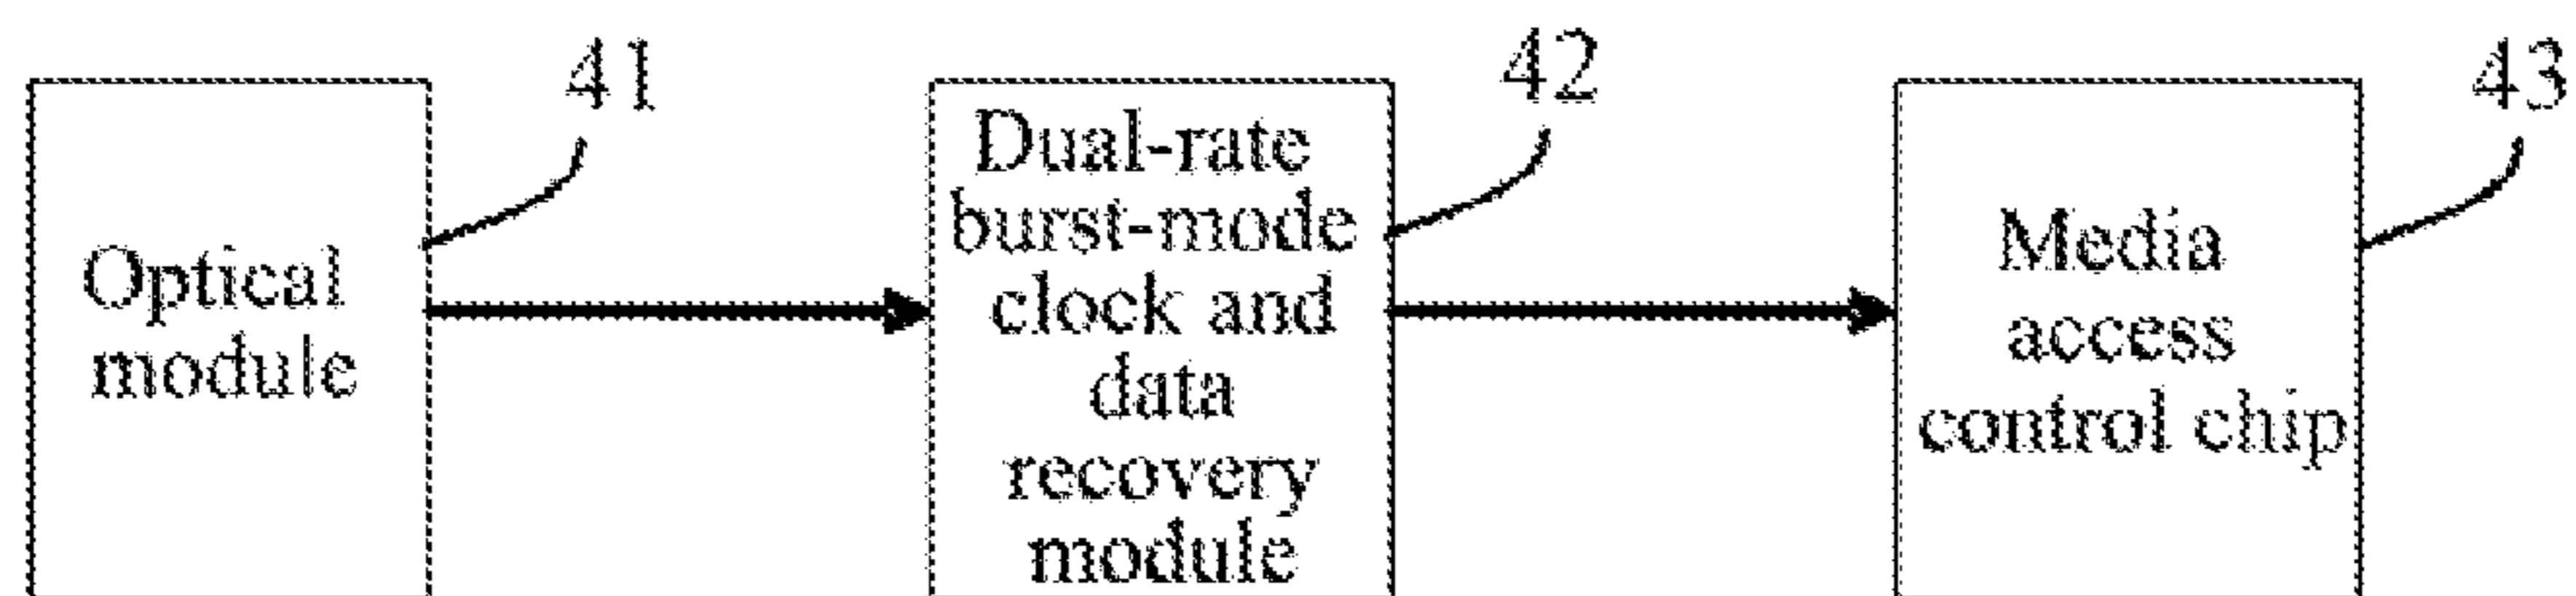 41
42
43
Optical
module
Dual-rate
burst-mode
clock and
data
recovery
module
Media
access
control chip